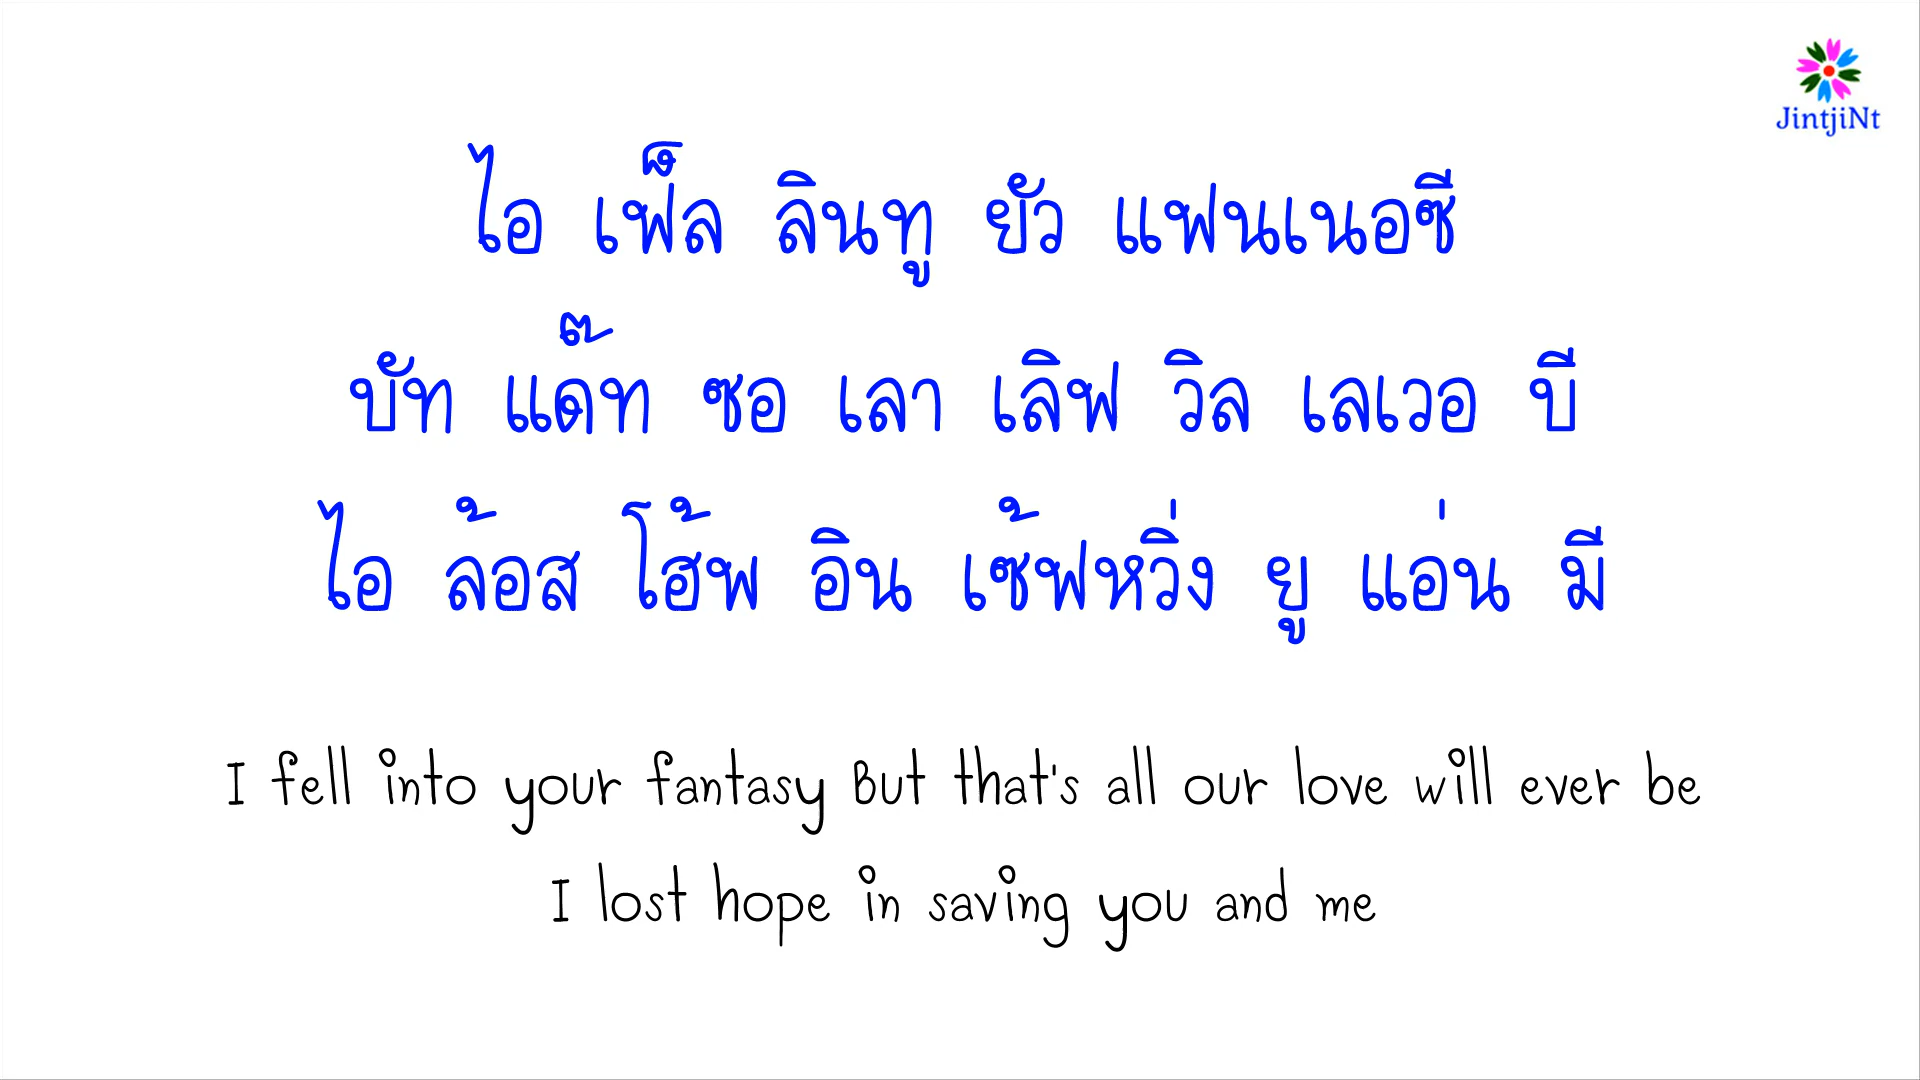 JintjiNt
ไอ เฟ็ล ลินทู ยัว แฟนเนอซี
บัท แด๊ท ซอ เลา เลิฟ วิล เลเวอ บี
ไอ ล้อส โฮ้พ อิน เซ้ฟหวิ่ง ยู แอ่น มี
I fell into your fantasy But that's all our love will ever be
I lost hope in saving you and me